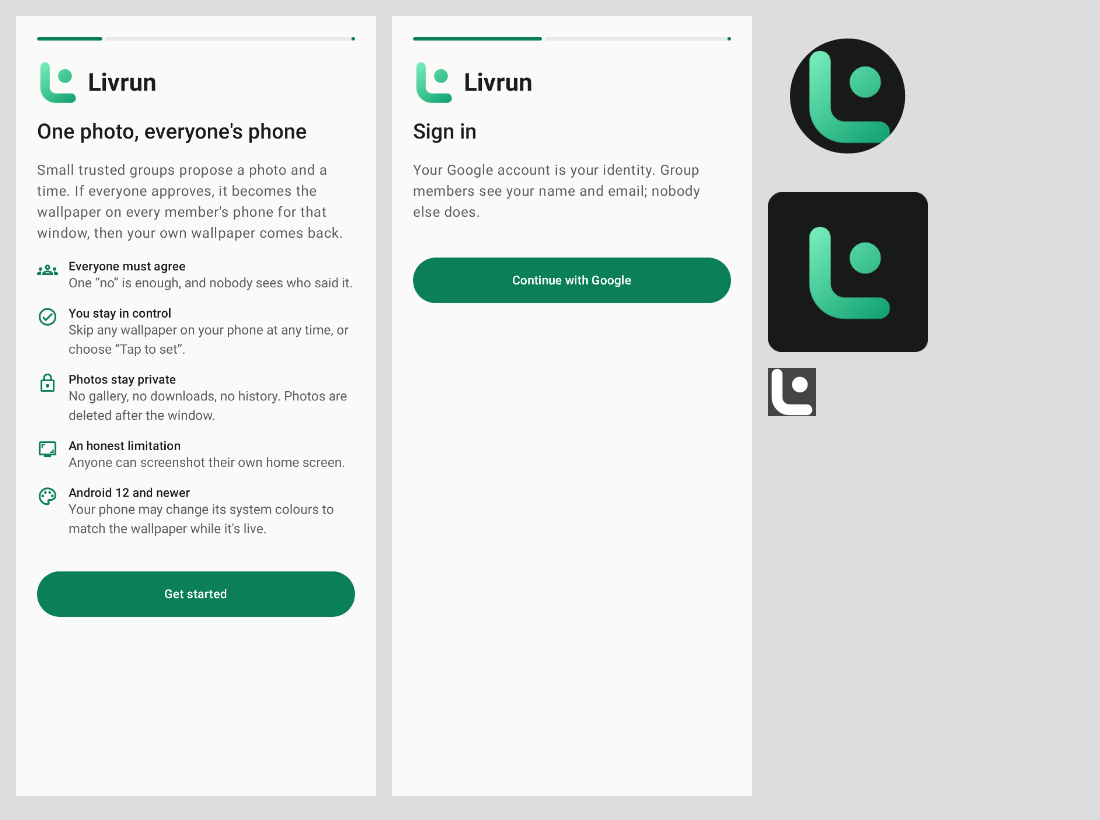 Livrun
One photo, everyone's phone
Small trusted groups propose a photo and a
time. If everyone approves, it becomes the
wallpaper on every member's phone for that
window, then your own wallpaper comes back.
Everyone must agree
One “no” is enough, and nobody sees who said it.
You stay in control
Skip any wallpaper on your phone at any time, or
choose “Tap to set”.
Photos stay private
No gallery, no downloads, no history. Photos are
deleted after the window.
An honest limitation
Anyone can screenshot their own home screen.
Android 12 and newer
Your phone may change its system colours to
match the wallpaper while it's live.
Get started
Livrun
Sign in
Your Google account is your identity. Group
members see your name and email; nobody
else does.
Continue with Google